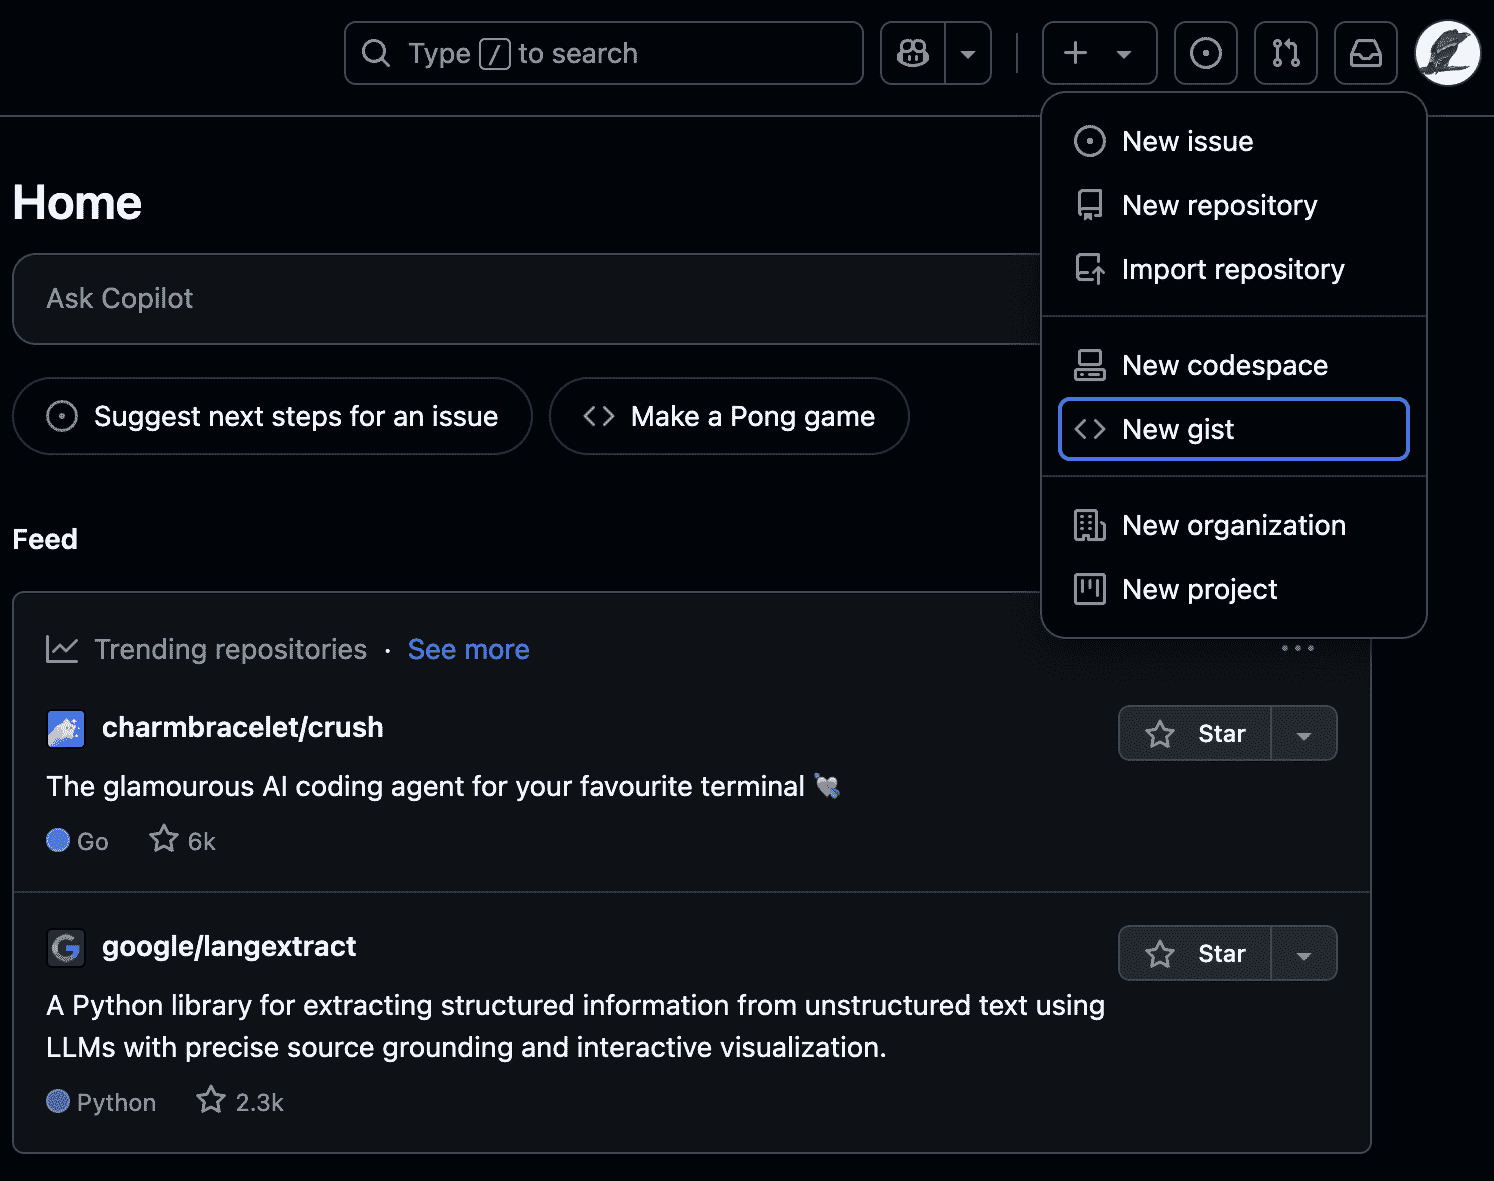 Type / to search
New issue
New repository
Import repository
New codespace
New gist
New organization
New project
Home
Ask Copilot
Suggest next steps for an issue
Make a Pong game
Feed
Trending repositories · See more
charmbracelet/crush
Star
The glamourous AI coding agent for your favourite terminal 💘
Go 6k
google/langextract
Star
A Python library for extracting structured information from unstructured text using
LLMs with precise source grounding and interactive visualization.
Python 2.3k